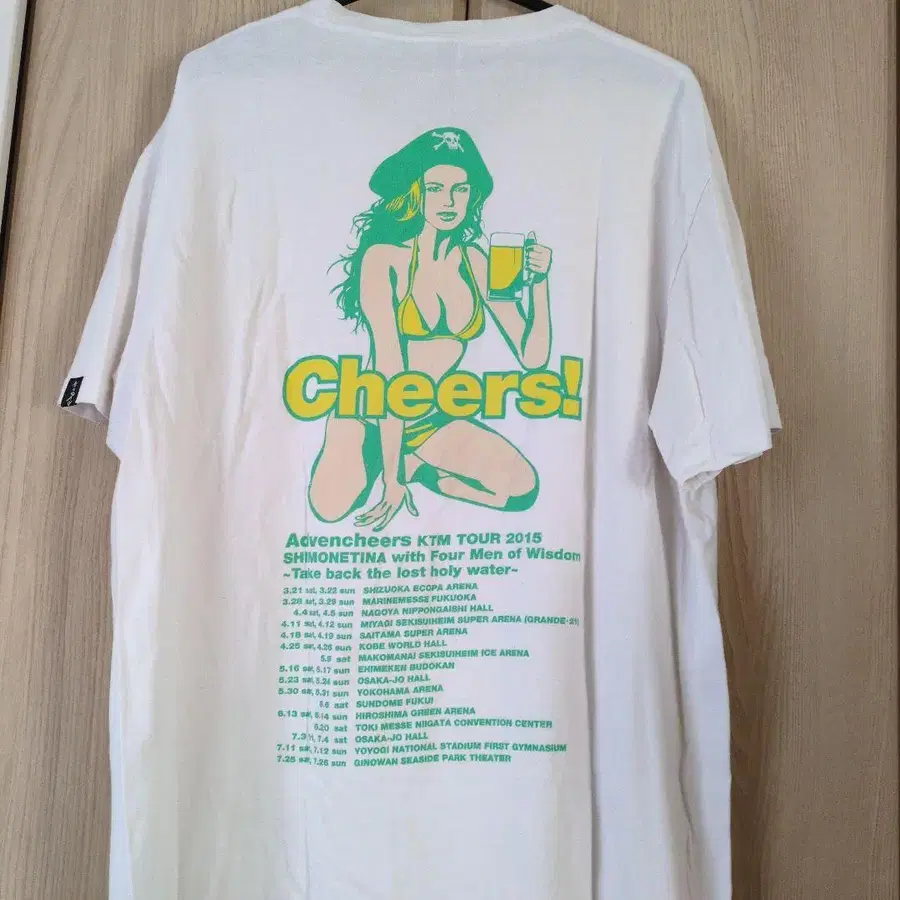 Cheers!
Advencheers KTM TOUR 2015
SHIMONETINA with Four Men of Wisdom
~Take back the lost holy water~
3.21 sat, 3.22 sun SHIZUOKA ECOPA ARENA
3.28 sat, 3.29 sun MARINEMESSE FUKUOKA
4.4 sat, 4.5 sun NAGOYA NIPPONGAISHI HALL
4.11 sat, 4.12 sun MIYAGI SEKISUIHEIM SUPER ARENA (GRANDE-21)
4.18 sat, 4.19 sun SAITAMA SUPER ARENA
4.25 sat, 4.26 sun KOBE WORLD HALL
5.9 sat MAKOMANAI SEKISUIHEIM ICE ARENA
5.16 sat, 5.17 sun EHIMEKEN BUDOKAN
5.23 sat, 5.24 sun OSAKA-JO HALL
5.30 sat, 5.31 sun YOKOHAMA ARENA
6.6 sat SUNDOME FUKUI
6.13 sat, 6.14 sun HIROSHIMA GREEN ARENA
6.20 sat TOKI MESSE NIIGATA CONVENTION CENTER
7.3 fri, 7.4 sat OSAKA-JO HALL
7.11 sat, 7.12 sun YOYOGI NATIONAL STADIUM FIRST GYMNASIUM
7.25 sat, 7.26 sun GINOWAN SEASIDE PARK THEATER